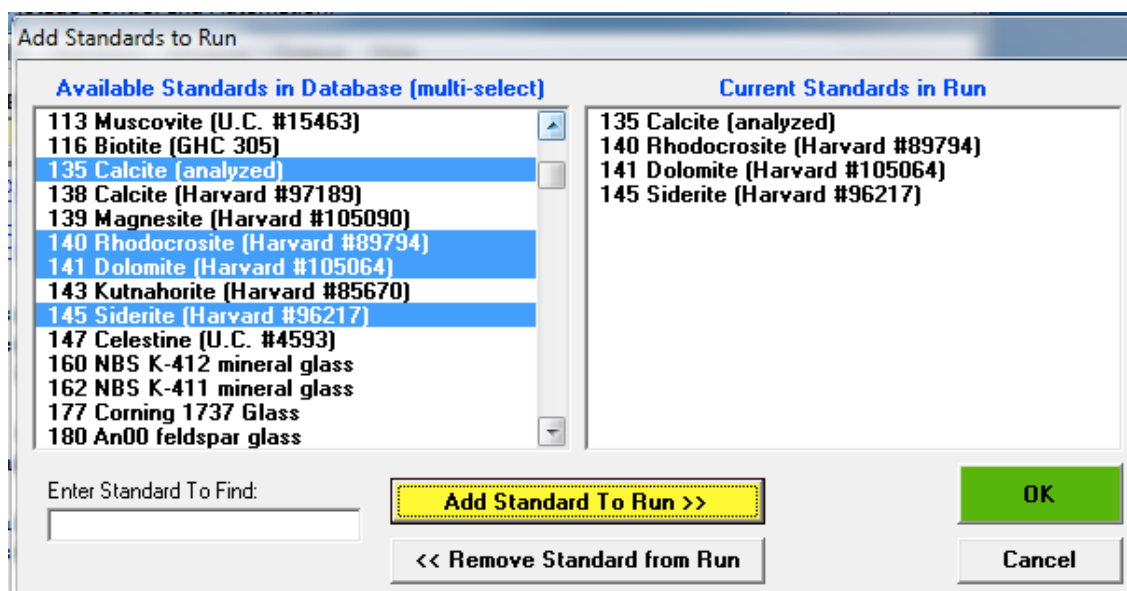 Add Standards to Run
Available Standards in Database (multi-select)
113 Muscovite (U.C. #15463)
116 Biotite (GHC 305)
135 Calcite (analyzed)
138 Calcite (Harvard #97189)
139 Magnesite (Harvard #105090)
140 Rhodocrosite (Harvard #89794)
141 Dolomite (Harvard #105064)
143 Kutnahorite (Harvard #85670)
145 Siderite (Harvard #96217)
147 Celestine (U.C. #4593)
160 NBS K-412 mineral glass
162 NBS K-411 mineral glass
177 Corning 1737 Glass
180 An00 feldspar glass
Current Standards in Run
135 Calcite (analyzed)
140 Rhodocrosite (Harvard #89794)
141 Dolomite (Harvard #105064)
145 Siderite (Harvard #96217)
Enter Standard To Find:
Add Standard To Run >>
<< Remove Standard from Run
OK
Cancel